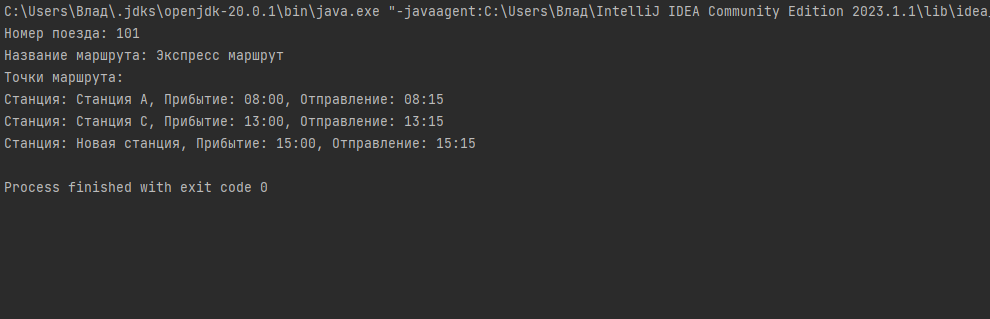 C:\Users\Влад\.jdks\openjdk-20.0.1\bin\java.exe "-javaagent:C:\Users\Влад\IntelliJ IDEA Community Edition 2023.1.1\lib\idea_
Номер поезда: 101
Название маршрута: Экспресс маршрут
Точки маршрута:
Станция: Станция A, Прибытие: 08:00, Отправление: 08:15
Станция: Станция C, Прибытие: 13:00, Отправление: 13:15
Станция: Новая станция, Прибытие: 15:00, Отправление: 15:15
Process finished with exit code 0